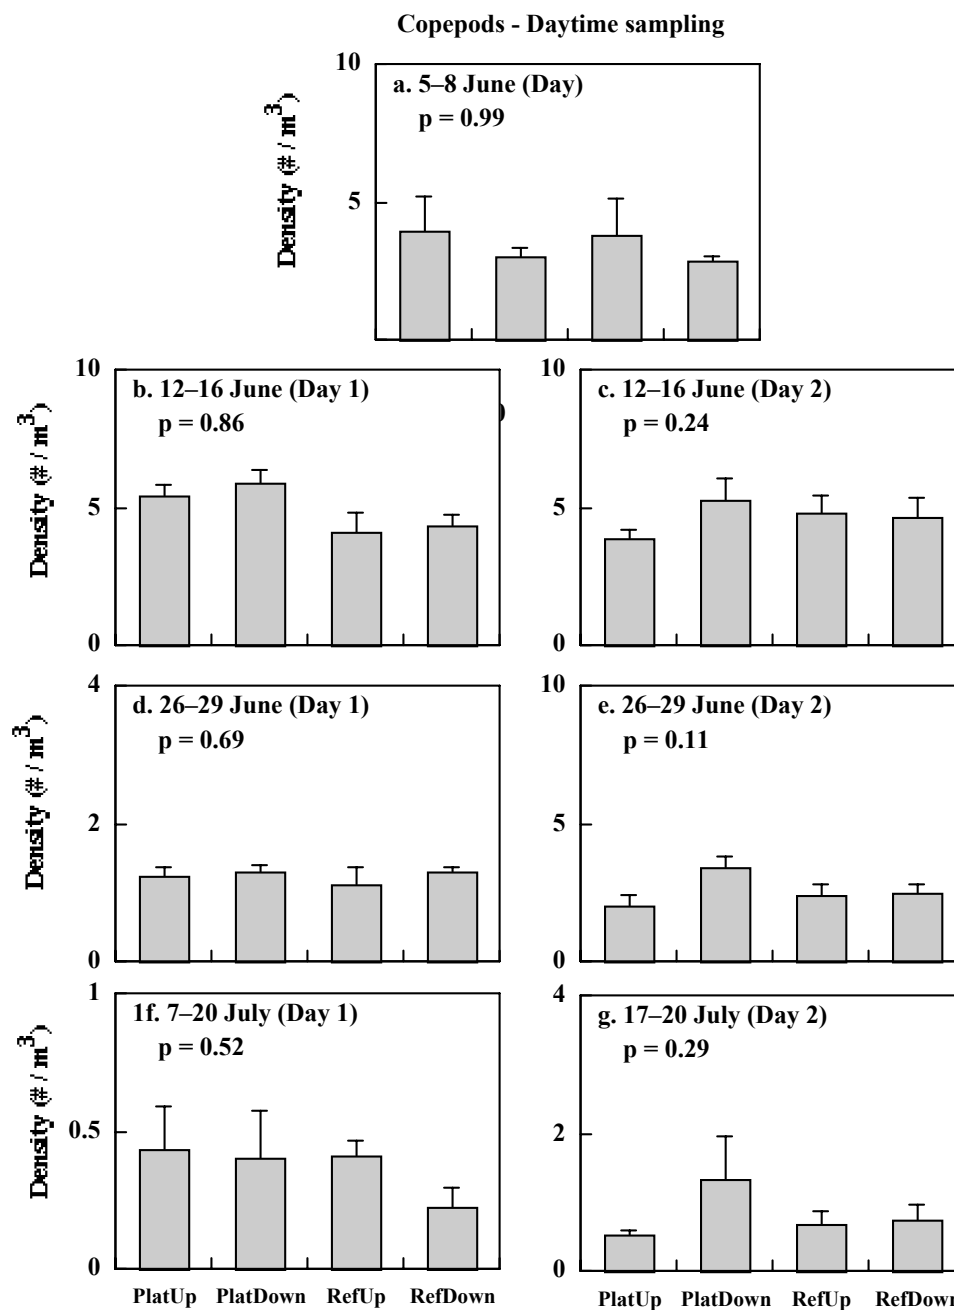 Copepods - Daytime sampling
10
a. 5–8 June (Day)
p = 0.99
5
Density (# / m³)
10
b. 12–16 June (Day 1)
p = 0.86
5
0
Density (# / m³)
)
10
c. 12–16 June (Day 2)
p = 0.24
5
0
4
d. 26–29 June (Day 1)
p = 0.69
2
0
Density (# / m³)
10
e. 26–29 June (Day 2)
p = 0.11
5
0
1
1f. 7–20 July (Day 1)
p = 0.52
0.5
0
Density (# / m³)
4
g. 17–20 July (Day 2)
p = 0.29
2
0
PlatUp PlatDown RefUp RefDown
PlatUp PlatDown RefUp RefDown